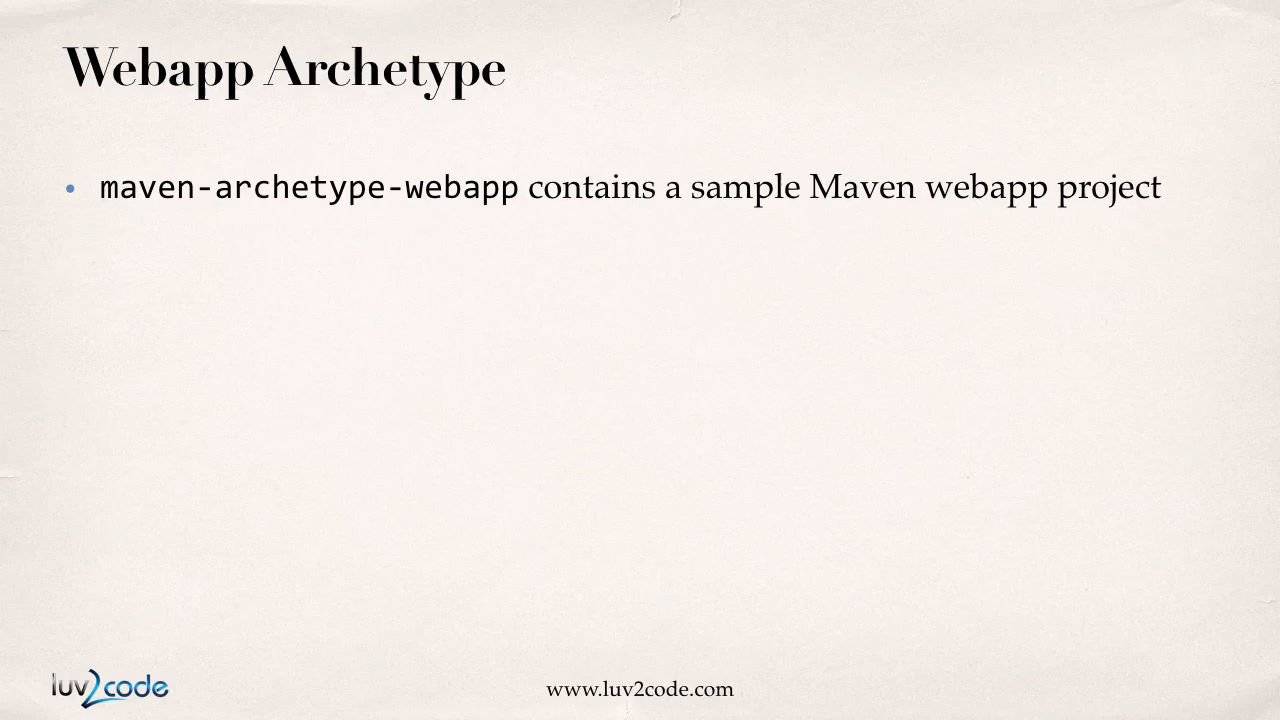 Webapp Archetype
• maven-archetype-webapp contains a sample Maven webapp project
luv2code
www.luv2code.com